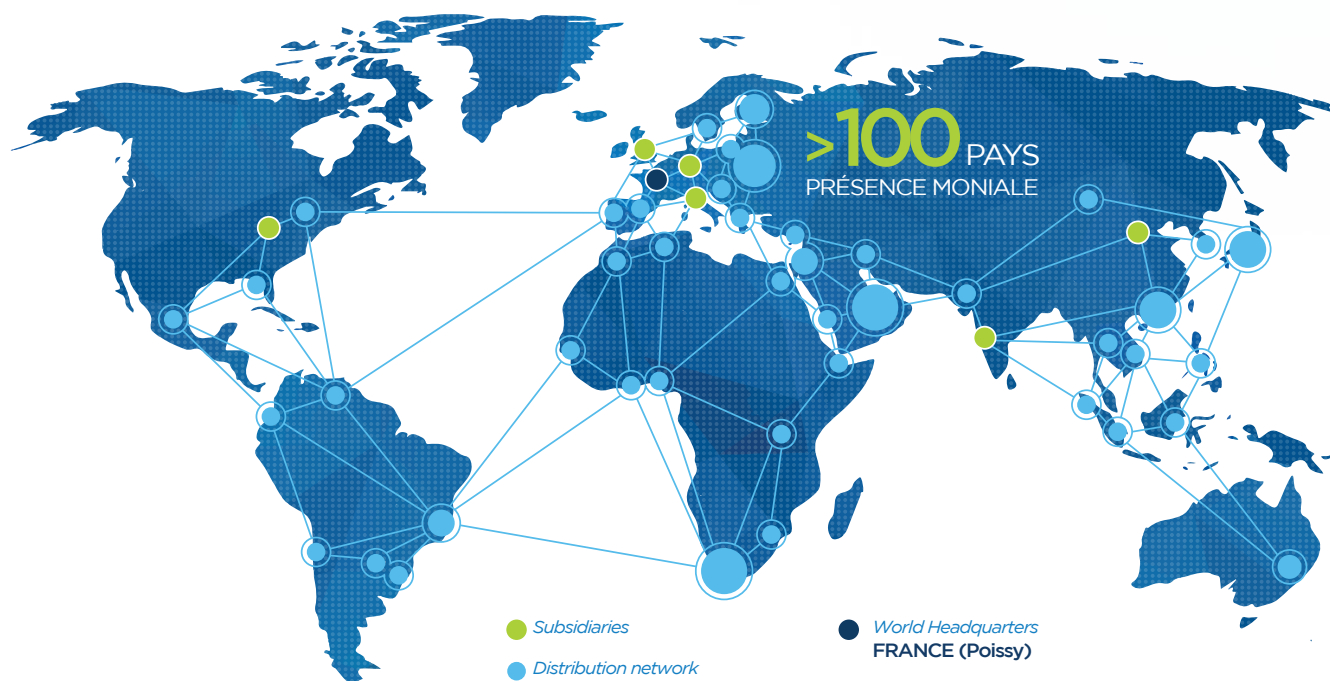 >100 PAYS
PRÉSENCE MONIALE
Subsidiaries
Distribution network
World Headquarters
FRANCE (Poissy)